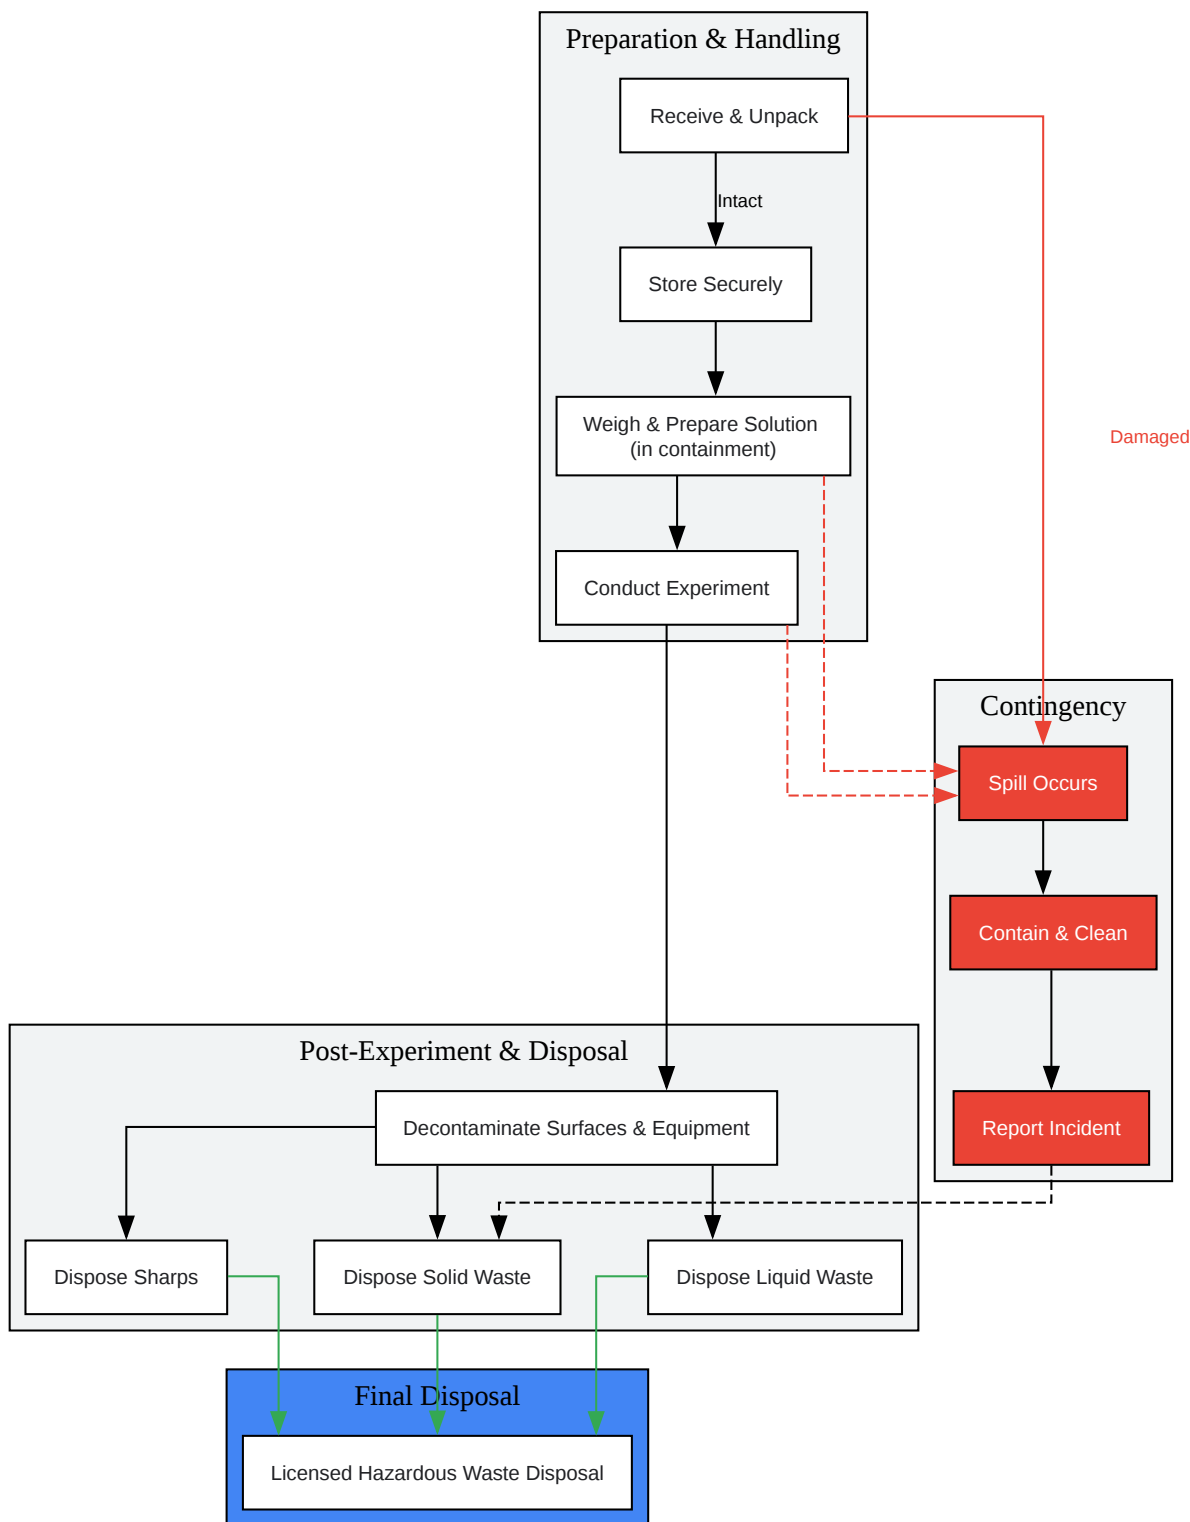 Preparation & Handling
Receive & Unpack
Intact
Store Securely
Weigh & Prepare Solution
(in containment)
Damaged
Conduct Experiment
Contingency
Spill Occurs
Contain & Clean
Post-Experiment & Disposal
Decontaminate Surfaces & Equipment
Report Incident
Dispose Sharps
Dispose Solid Waste
Dispose Liquid Waste
Final Disposal
Licensed Hazardous Waste Disposal